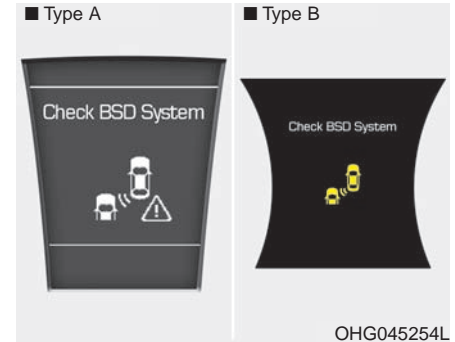 ■ Type A
■ Type B
Check BSD System
Check BSD System
OHG045254L